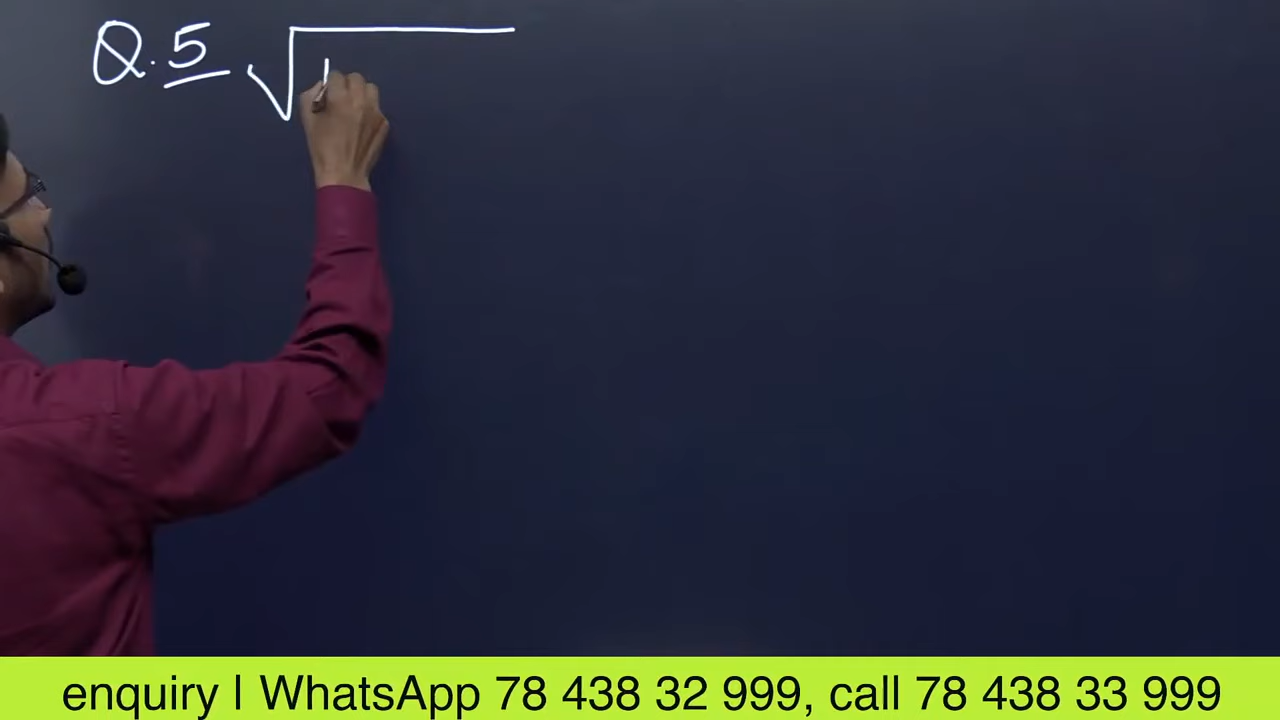 Q.5 √
enquiry | WhatsApp 78 438 32 999, call 78 438 33 999